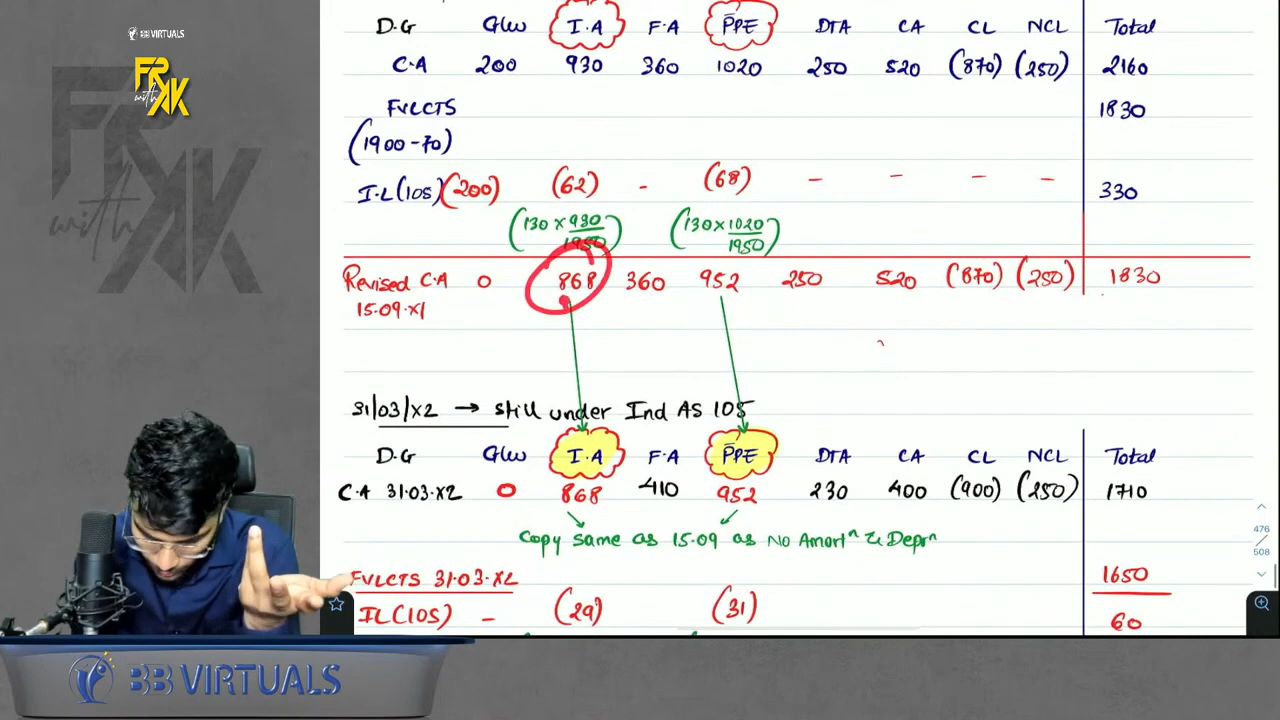 BB VIRTUALS
FR
with
AK
D.G Glw I.A F.A PPE DTA CA CL NCL Total
C.A 200 930 360 1020 250 520 (870) (250) 2160
FVLCTS 1830
(1900-70)
I.L (105) (200) (62) - (68) - - - - 330
(130 × 930/1950) (130 × 1020/1950)
Revised C.A 0 868 360 952 250 520 (870) (250) 1830
15.09.X1
31/03/X2 → still under Ind AS 105
D.G Glw I.A F.A PPE DTA CA CL NCL Total
C.A 31.03.X2 0 868 410 952 230 400 (900) (250) 1710
Copy same as 15.09 as No Amortⁿ & Deprⁿ
FVLCTS 31.03.X2 1650
IL (105) - (29) (31) 60
476
/
508
BB VIRTUALS